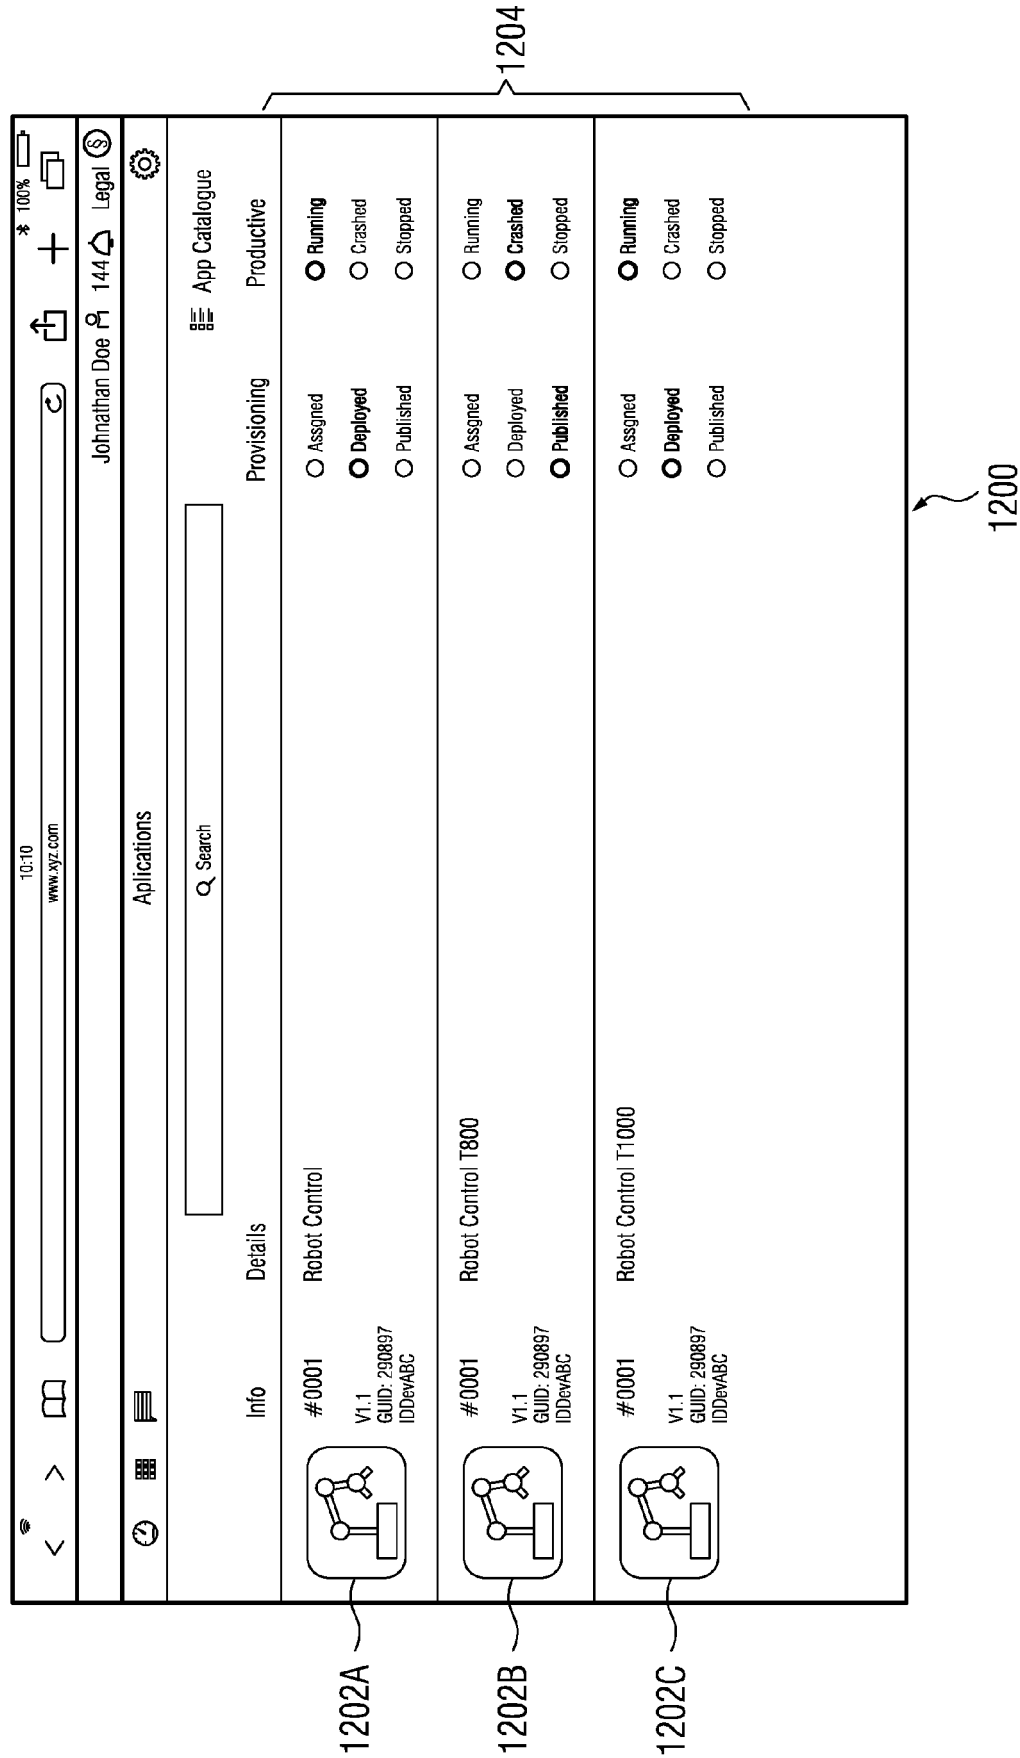 10:10
100%
www.xyz.com
Johnathan Doe 144 Legal §
Aplications
Search
App Catalogue
Info Details Provisioning Productive
#0001
V1.1
GUID: 290897
IDDevABC
Robot Control
Assgned
Deployed
Published
Running
Crashed
Stopped
#0001
V1.1
GUID: 290897
IDDevABC
Robot Control T800
Assgned
Deployed
Published
Running
Crashed
Stopped
#0001
V1.1
GUID: 290897
IDDevABC
Robot Control T1000
Assgned
Deployed
Published
Running
Crashed
Stopped
1202A
1202B
1202C
1204
1200